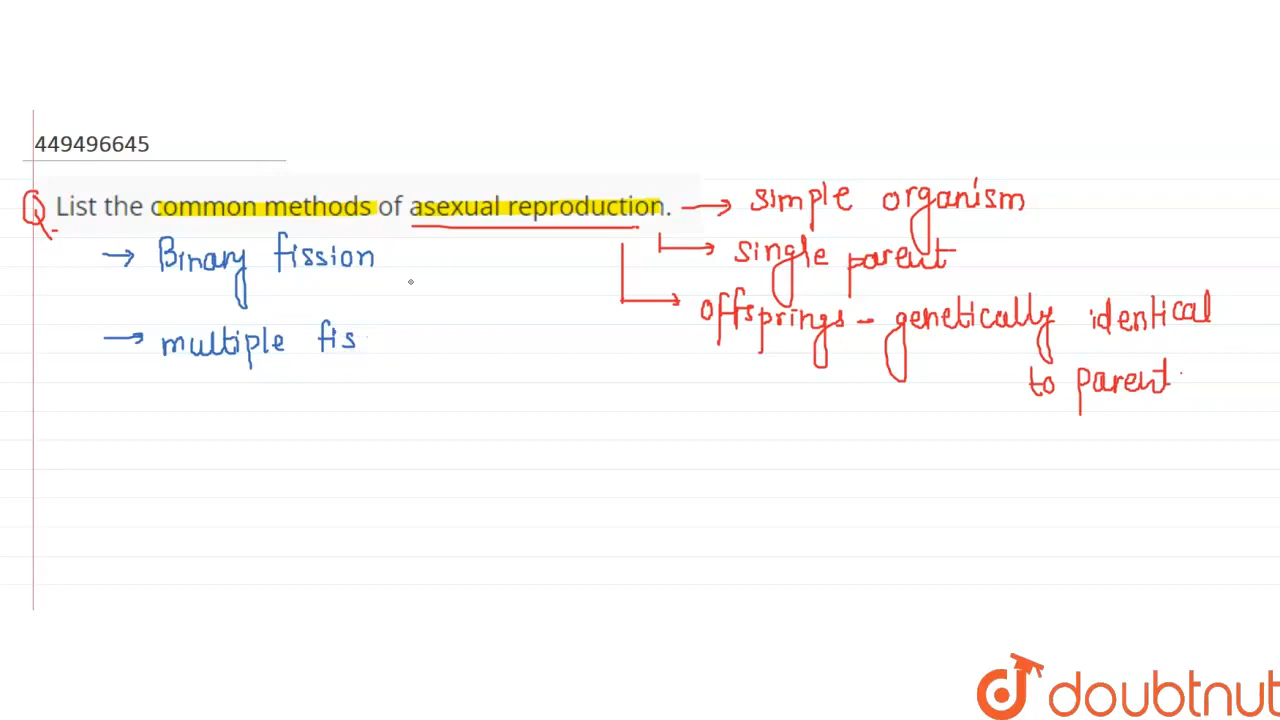 449496645
Q List the common methods of asexual reproduction. → simple organism
→ Binary fission
→ single parent
→ offsprings - genetically identical
to parent
→ multiple fis
doubtnut